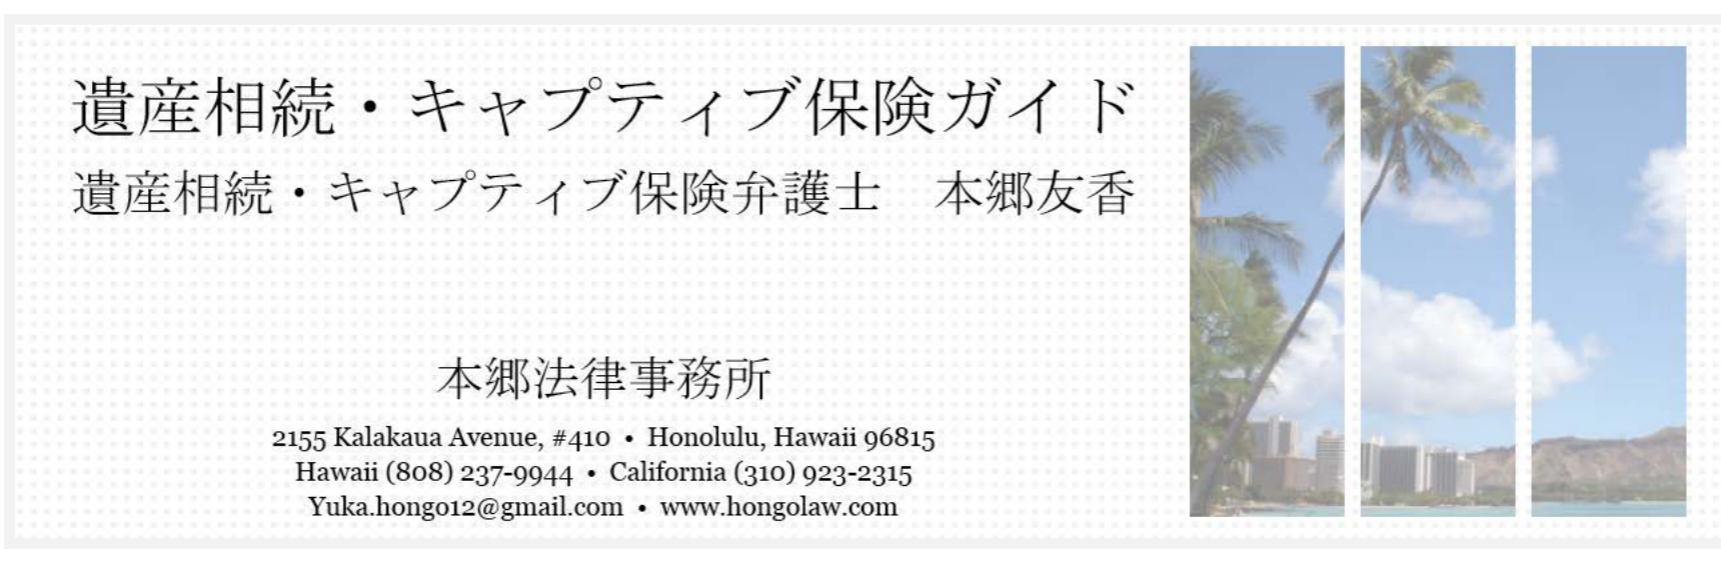 遺産相続・キャプティブ保険ガイド
遺産相続・キャプティブ保険弁護士　本郷友香
本郷法律事務所
2155 Kalakaua Avenue, #410 • Honolulu, Hawaii 96815
Hawaii (808) 237-9944 • California (310) 923-2315
Yuka.hongo12@gmail.com • www.hongolaw.com